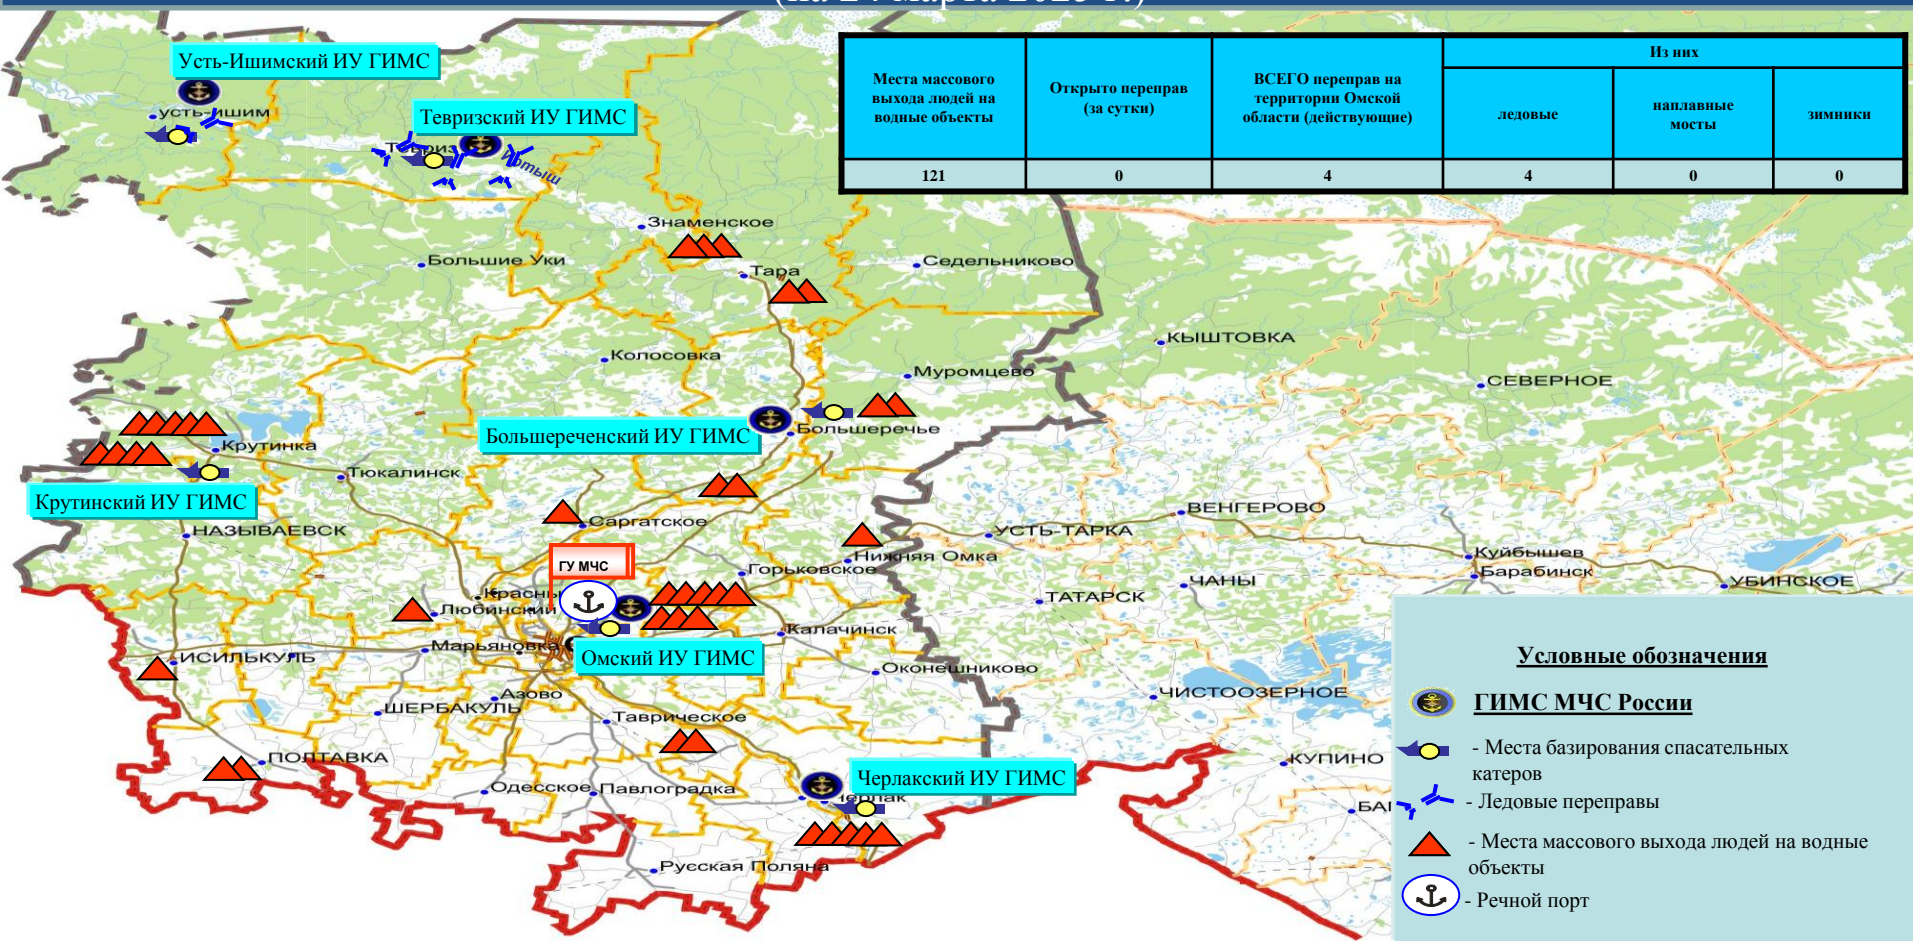 Усть-Ишимский ИУ ГИМС
усть-ишим
Тевризский ИУ ГИМС
Иртыш
Места массового
выхода людей на
водные объекты
Открыто переправ
(за сутки)
ВСЕГО переправ на
территории Омской
области (действующие)
Из них
ледовые
наплавные
мосты
зимники
121
0
4
4
0
0
Знаменское
Большие Уки
Тара
Седельниково
Колосовка
Муромцево
КЫШТОВКА
СЕВЕРНОЕ
Большереченский ИУ ГИМС
Большеречье
Крутинка
Тюкалинск
Крутинский ИУ ГИМС
НАЗЫВАЕВСК
Саргатское
УСТЬ-ТАРКА
ВЕНГЕРОВО
Нижняя Омка
Куйбышев
Барабинск
УБИНСКОЕ
ГУ МЧС
Горьковское
ЧАНЫ
ТАТАРСК
Красны
Любинский
Калачинск
Марьяновка
Омский ИУ ГИМС
ИСИЛЬКУЛЬ
Оконешниково
ЧИСТООЗЕРНОЕ
Азово
ШЕРБАКУЛЬ
Таврическое
ПОЛТАВКА
КУПИНО
Одесское
Павлоградка
Черлакский ИУ ГИМС
Черлак
Русская Поляна
Условные обозначения
ГИМС МЧС России
- Места базирования спасательных
катеров
- Ледовые переправы
- Места массового выхода людей на водные
объекты
- Речной порт